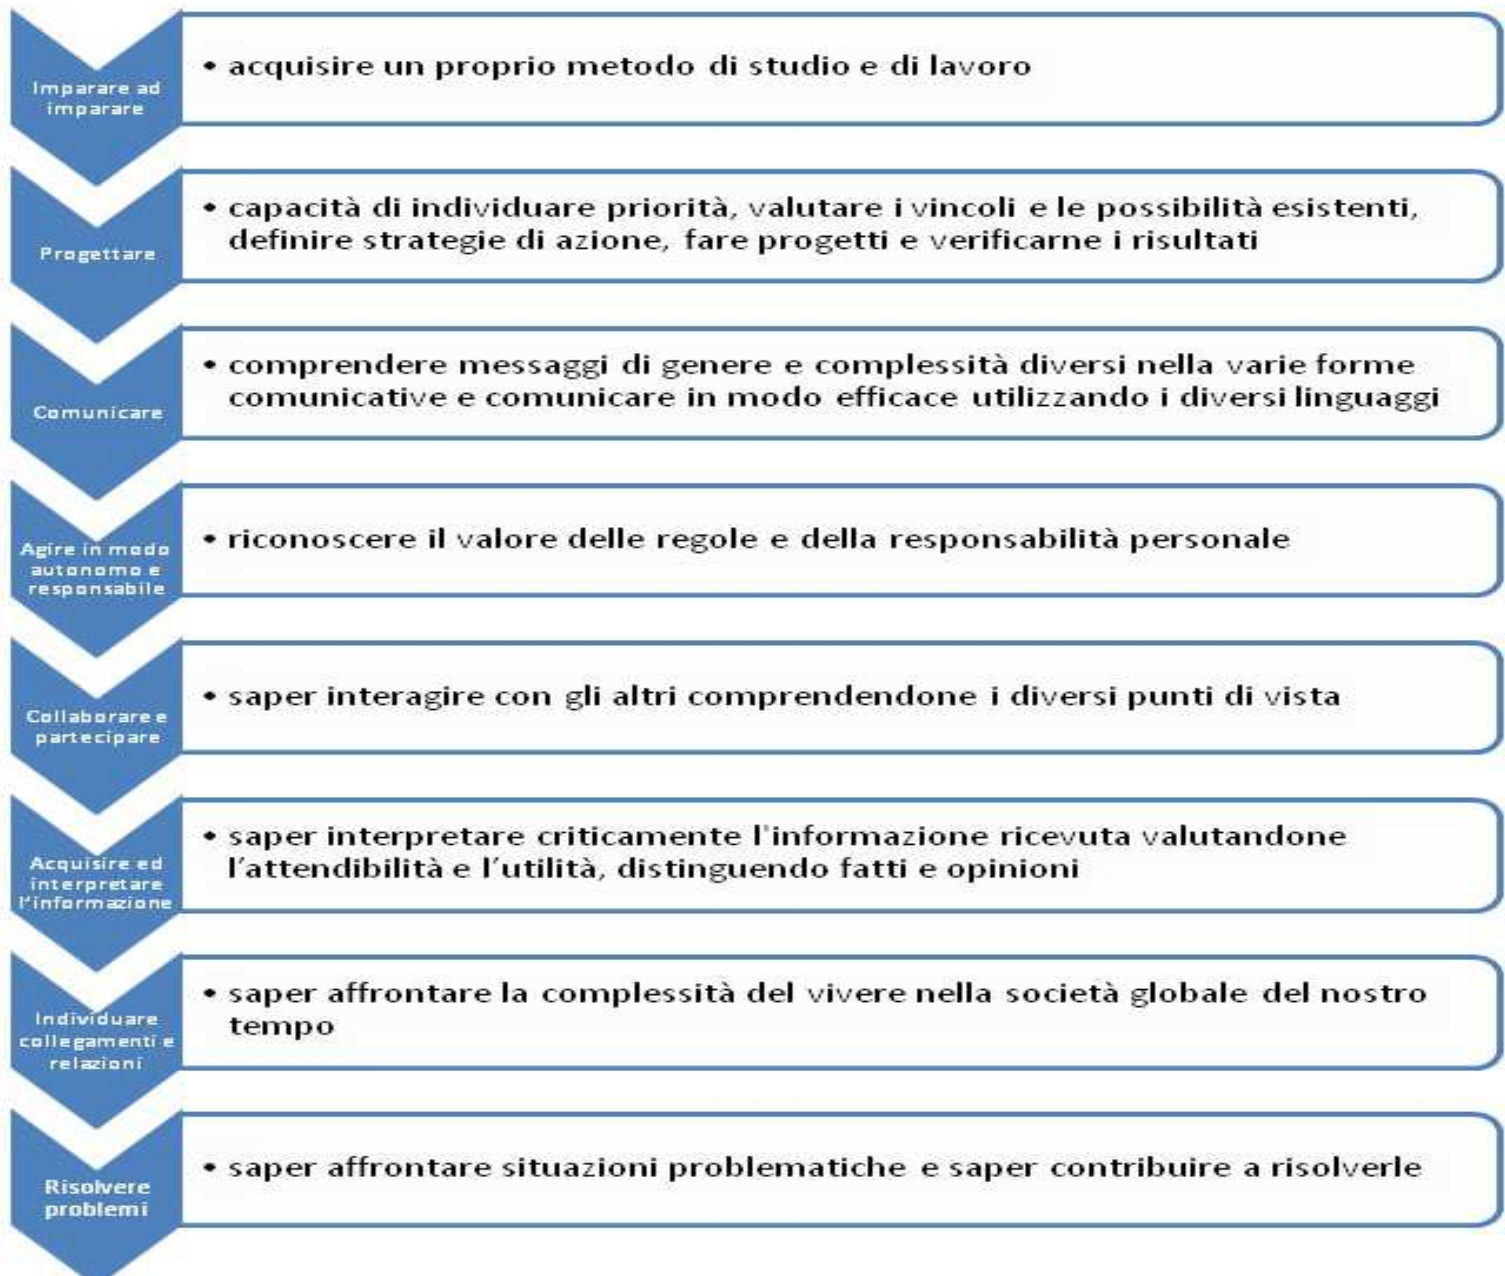 Imparare ad
imparare
• acquisire un proprio metodo di studio e di lavoro
Progettare
• capacità di individuare priorità, valutare i vincoli e le possibilità esistenti,
definire strategie di azione, fare progetti e verificarne i risultati
Comunicare
• comprendere messaggi di genere e complessità diversi nella varie forme
comunicative e comunicare in modo efficace utilizzando i diversi linguaggi
Agire in modo
autonomo e
responsabile
• riconoscere il valore delle regole e della responsabilità personale
Collaborare e
partecipare
• saper interagire con gli altri comprendendone i diversi punti di vista
Acquisire ed
interpretare
l'informazione
• saper interpretare criticamente l'informazione ricevuta valutandone
l'attendibilità e l'utilità, distinguendo fatti e opinioni
Individuare
collegamenti e
relazioni
• saper affrontare la complessità del vivere nella società globale del nostro
tempo
Risolvere
problemi
• saper affrontare situazioni problematiche e saper contribuire a risolverle